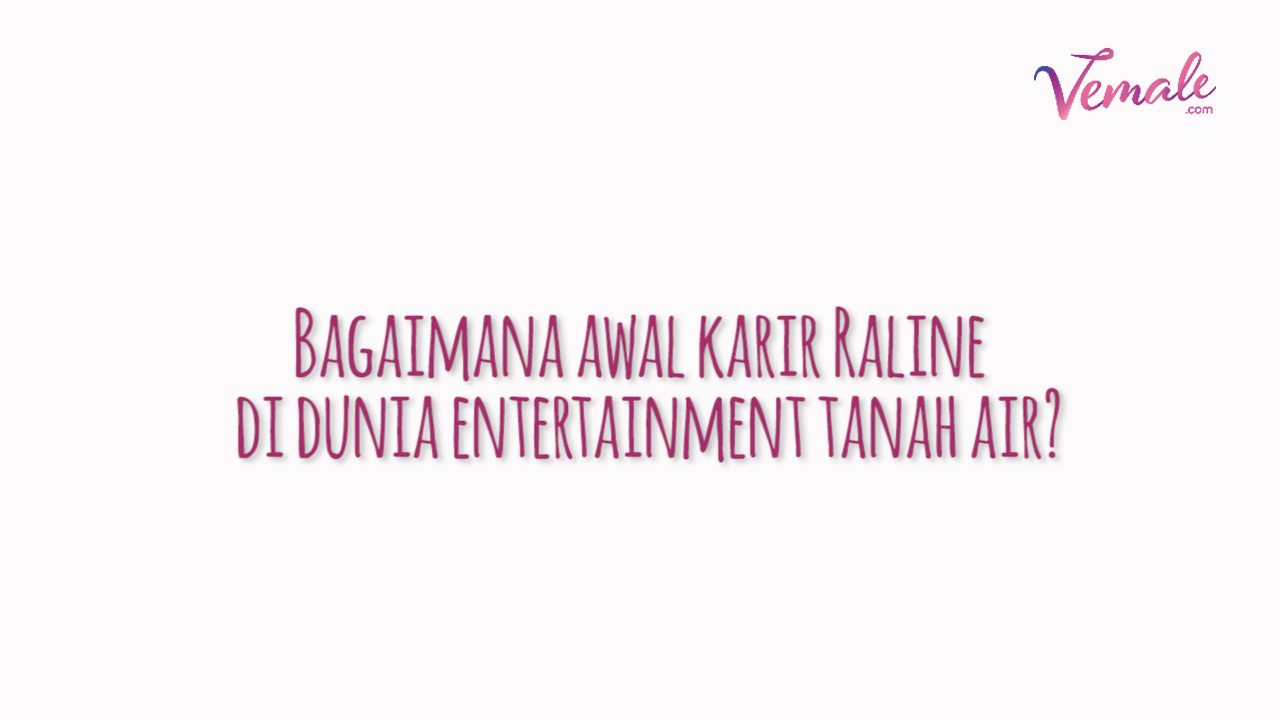 Vemale
.com
Bagaimana awal karir Raline
di dunia entertainment tanah air?